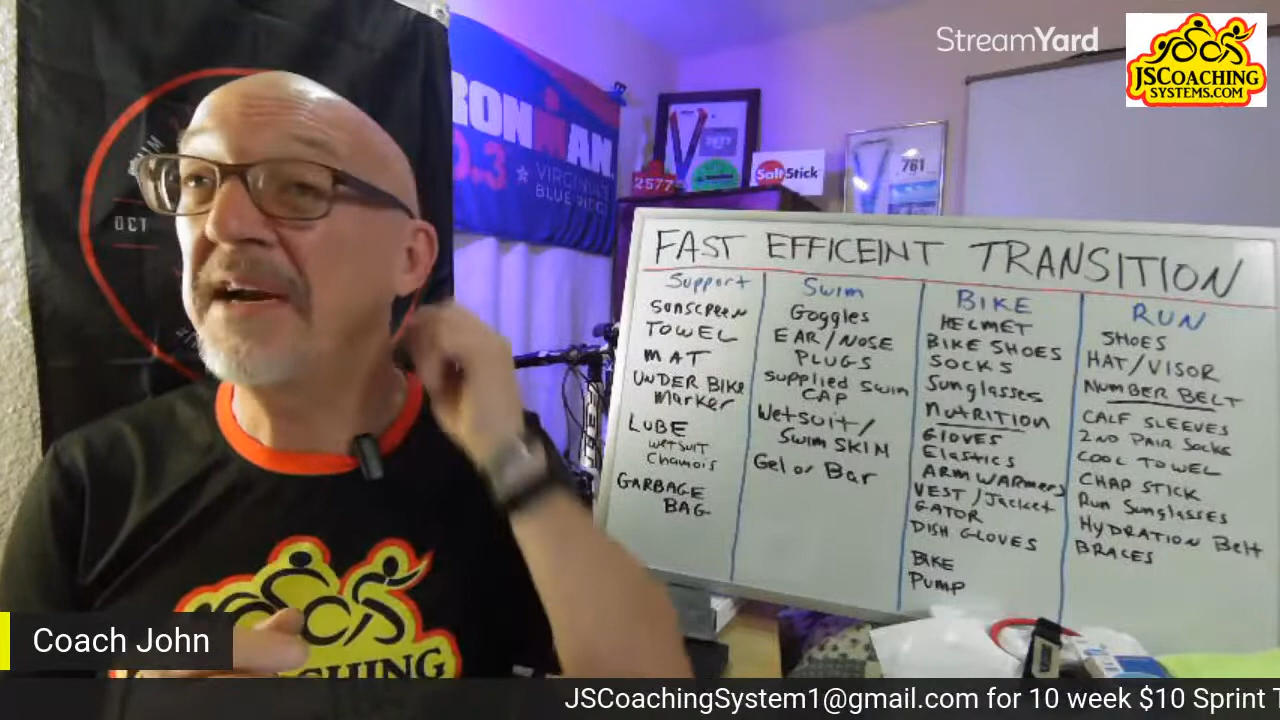 StreamYard
JSCOACHING
SYSTEMS.COM
IRONMAN
0.3
VIRGINIA'S
BLUE RIDGE
2577
SaltStick
761
FAST EFFICEINT TRANSITION
Support
SUNSCREEN
TOWEL
MAT
UNDER BIKE
MARKER
LUBE
WETSUIT
Chamois
GARBAGE
BAG
Swim
Goggles
EAR/NOSE
PLUGS
Supplied Swim
CAP
Wetsuit/
Swim SKIN
Gel or Bar
BIKE
HELMET
BIKE SHOES
SOCKS
Sunglasses
NUTRITION
GLOVES
Elastics
ARM WARMERS
VEST/Jacket
GATOR
DISH GLOVES
BIKE
PUMP
RUN
SHOES
HAT/VISOR
NUMBER BELT
CALF SLEEVES
2ND PAIR Socks
COOL TOWEL
CHAP STICK
Run Sunglasses
HYDRATION Belt
BRACES
CHING
Coach John
JSCoachingSystem1@gmail.com for 10 week $10 Sprint T